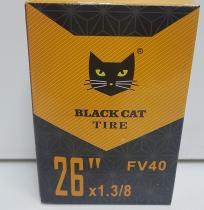 ®
BLACK CAT
TIRE
FV40
26" x1.3/8